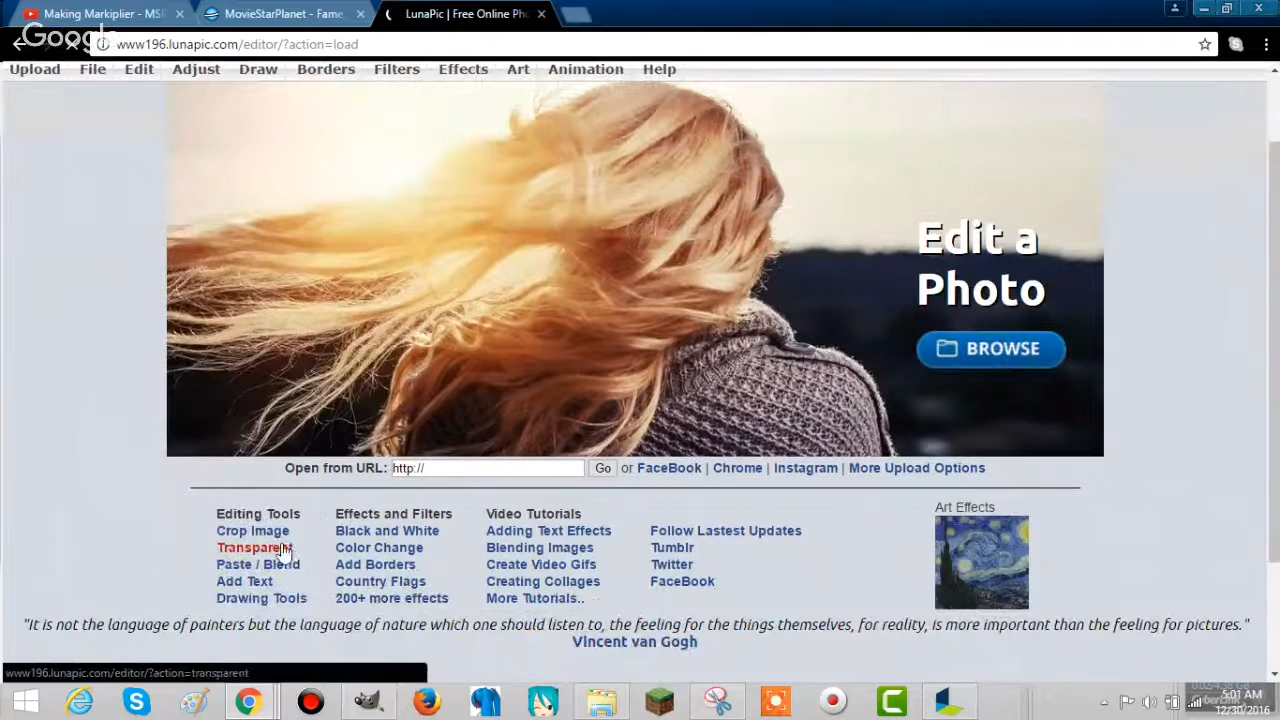 Making Markiplier - MSP
MovieStarPlanet - Fame,
LunaPic | Free Online Pho
Google
www196.lunapic.com/editor/?action=load
Upload File Edit Adjust Draw Borders Filters Effects Art Animation Help
Edit a
Photo
BROWSE
Open from URL: http:// Go or FaceBook | Chrome | Instagram | More Upload Options
Editing Tools Effects and Filters Video Tutorials Art Effects
Crop Image Black and White Adding Text Effects Follow Lastest Updates
Transparent Color Change Blending Images Tumblr
Paste / Blend Add Borders Create Video Gifs Twitter
Add Text Country Flags Creating Collages FaceBook
Drawing Tools 200+ more effects More Tutorials..
"It is not the language of painters but the language of nature which one should listen to, the feeling for the things themselves, for reality, is more important than the feeling for pictures."
Vincent van Gogh
www196.lunapic.com/editor/?action=transparent
5:01 AM
12/30/2016